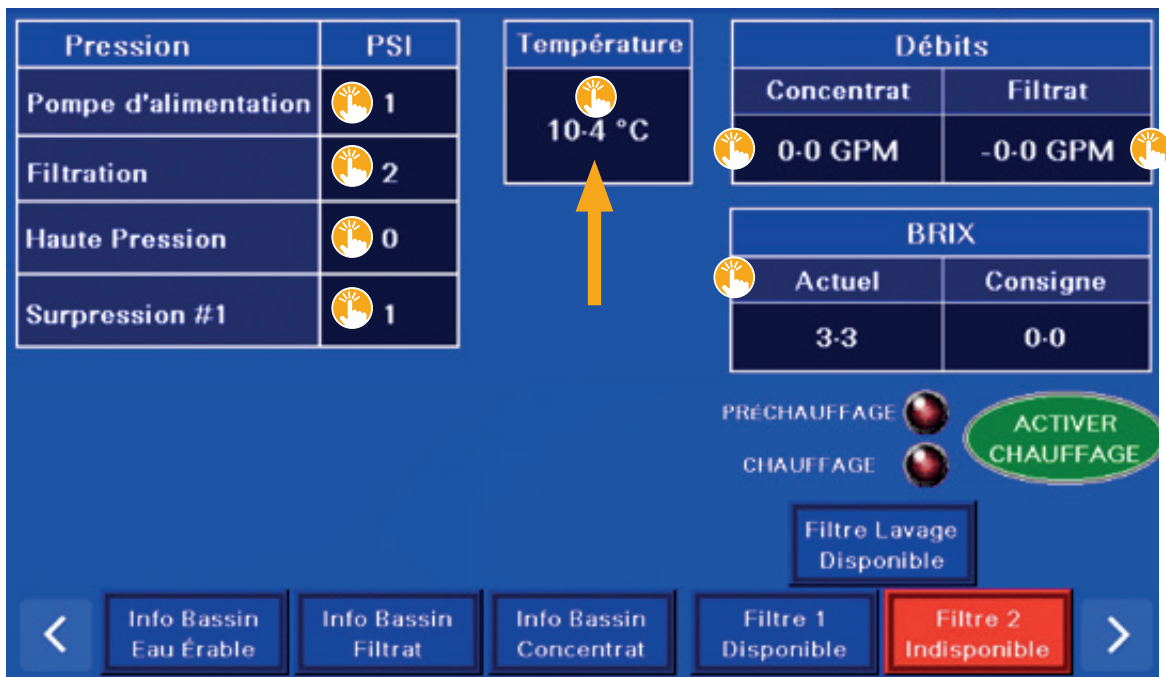 Pression PSI
Pompe d'alimentation 1
Filtration 2
Haute Pression 0
Surpression #1 1
Température
10·4 °C
Débits
Concentrat Filtrat
0·0 GPM -0·0 GPM
BRIX
Actuel Consigne
3·3 0·0
PRÉCHAUFFAGE
CHAUFFAGE
ACTIVER
CHAUFFAGE
Filtre Lavage
Disponible
Info Bassin
Eau Érable
Info Bassin
Filtrat
Info Bassin
Concentrat
Filtre 1
Disponible
Filtre 2
Indisponible